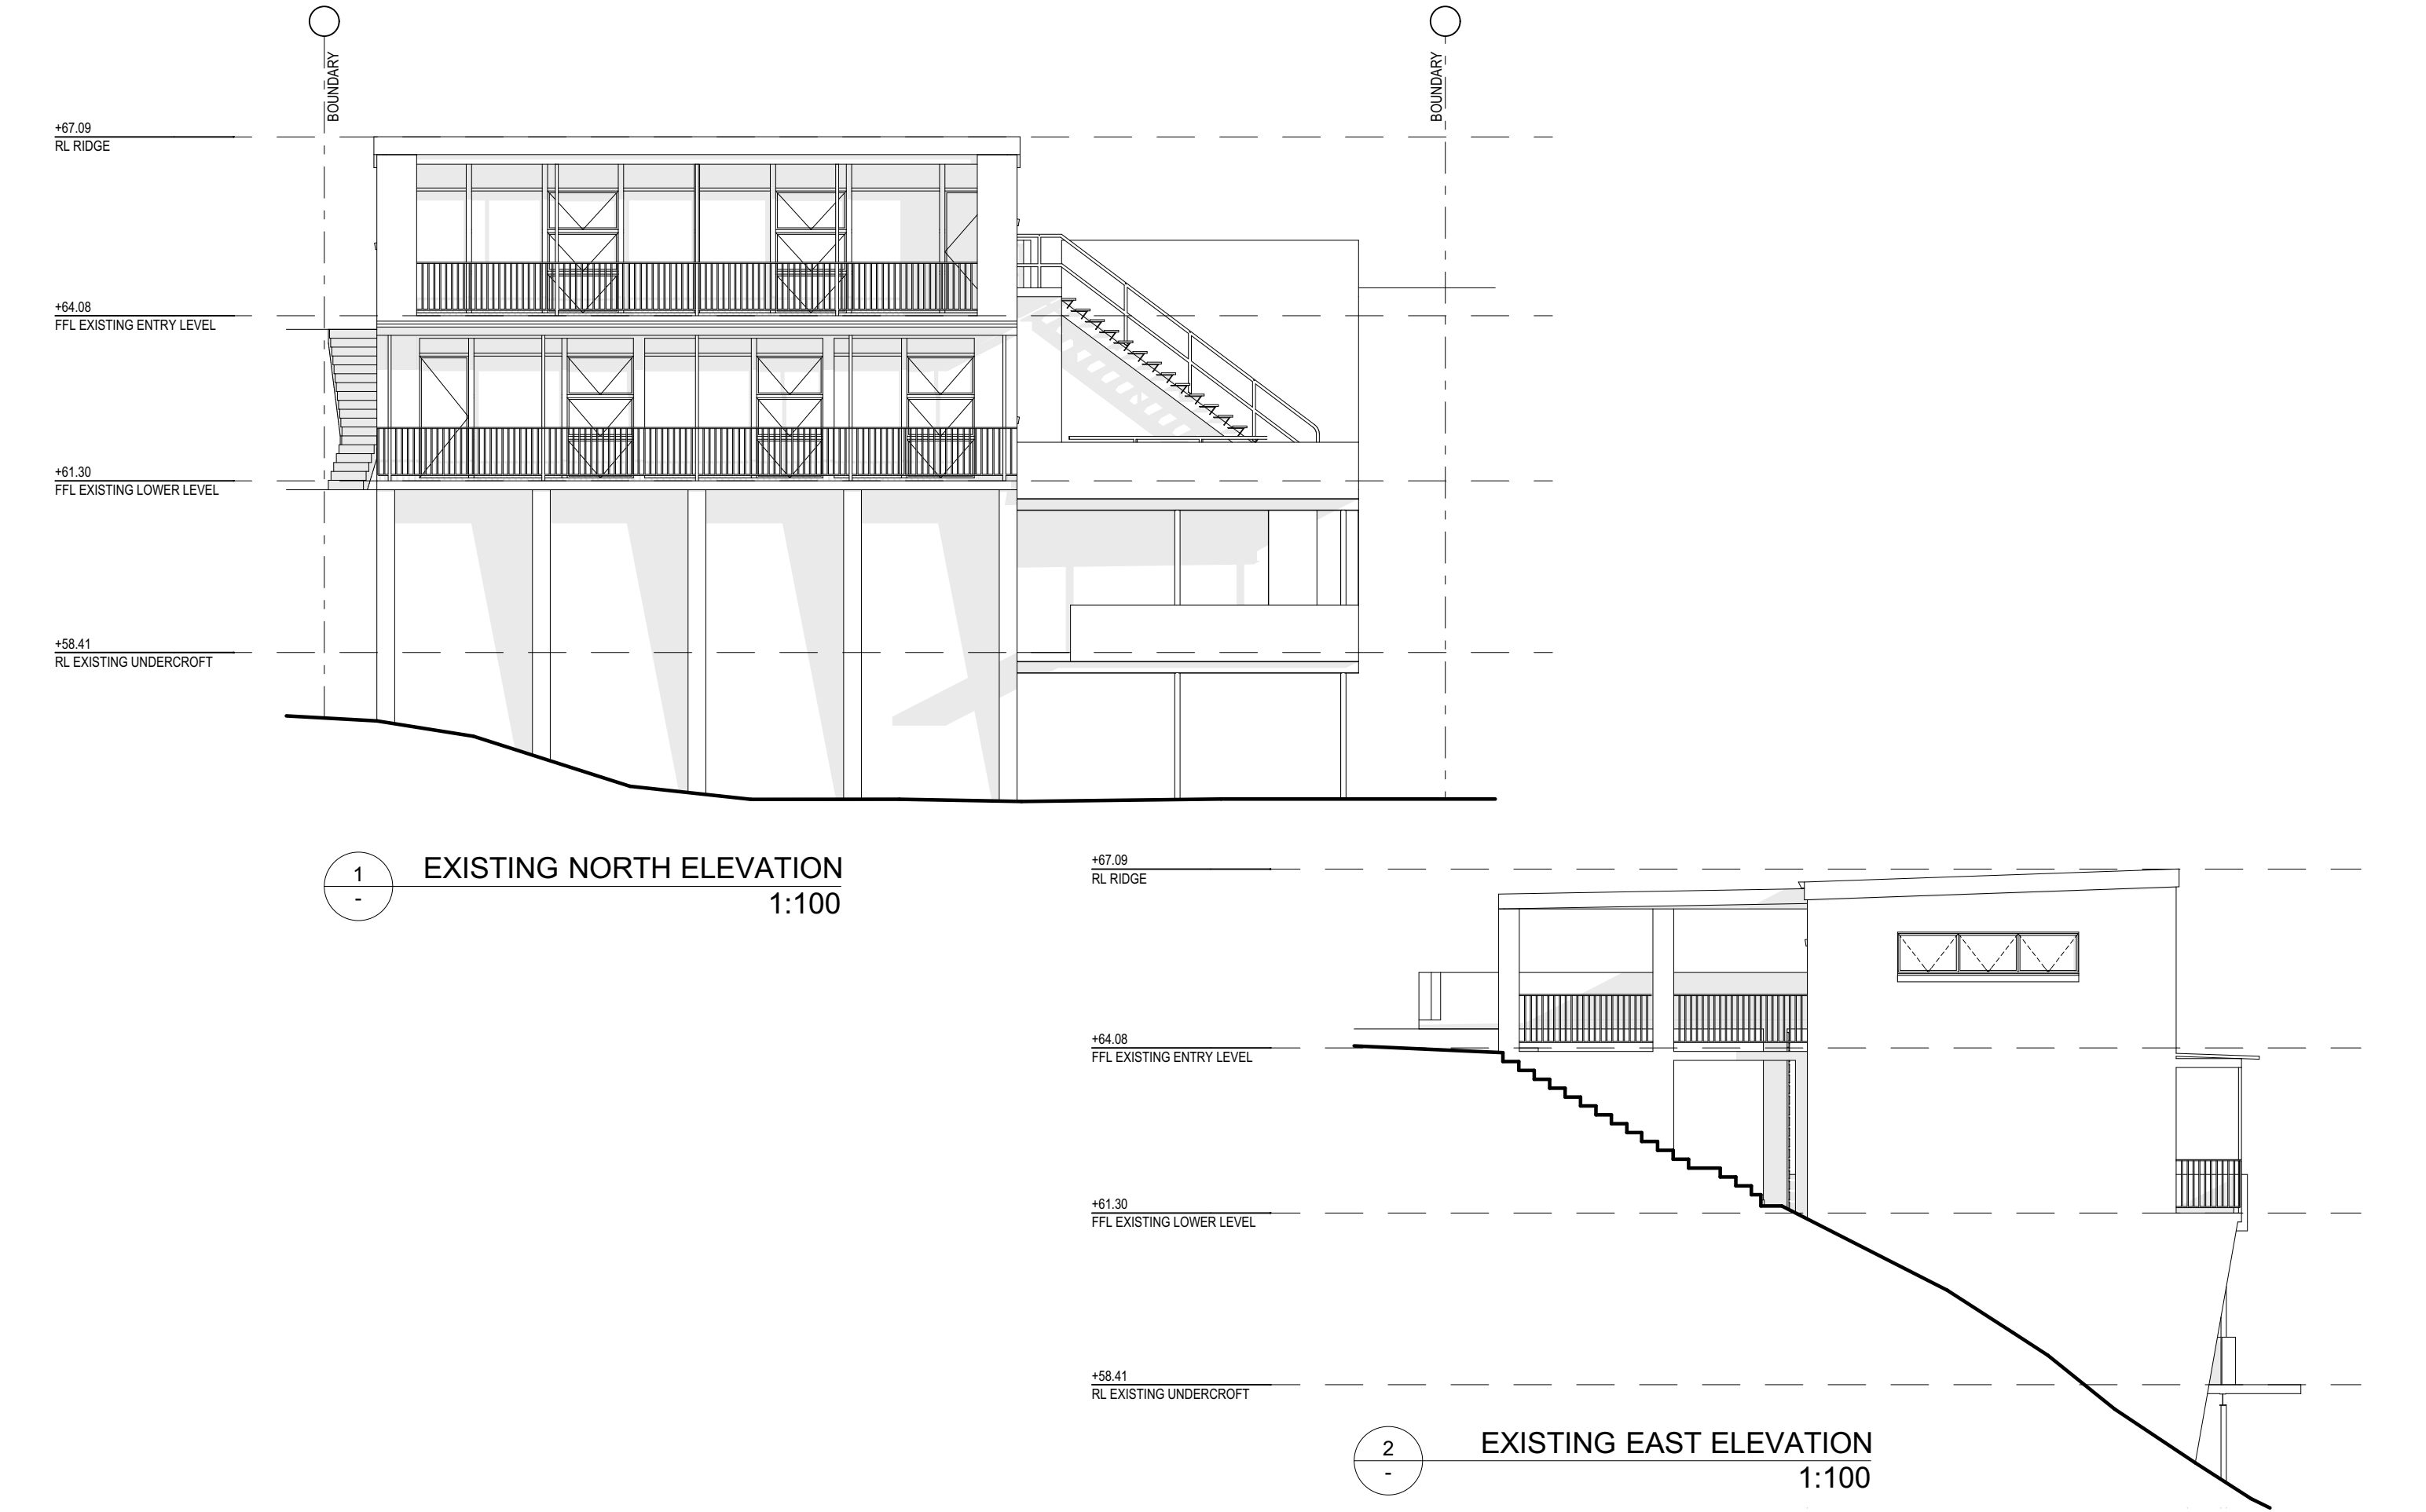 BOUNDARY
BOUNDARY
+67.09
RL RIDGE
+64.08
FFL EXISTING ENTRY LEVEL
+61.30
FFL EXISTING LOWER LEVEL
+58.41
RL EXISTING UNDERCROFT
1
-
EXISTING NORTH ELEVATION
1:100
+67.09
RL RIDGE
+64.08
FFL EXISTING ENTRY LEVEL
+61.30
FFL EXISTING LOWER LEVEL
+58.41
RL EXISTING UNDERCROFT
2
-
EXISTING EAST ELEVATION
1:100